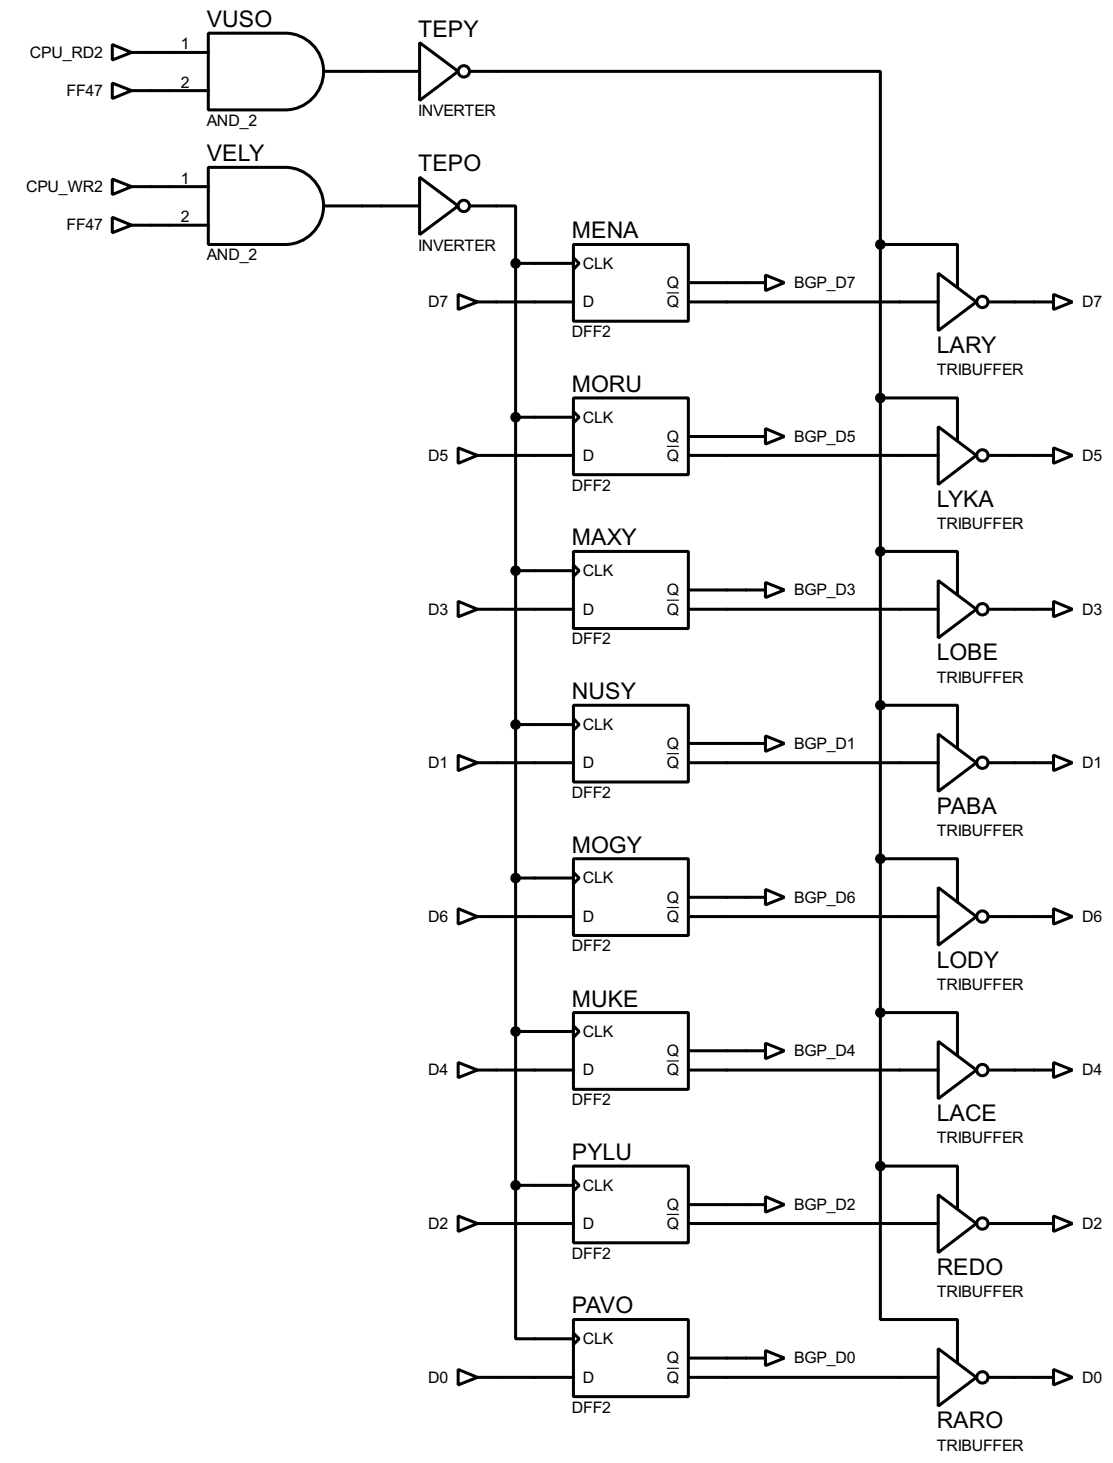 VUSO
CPU_RD2 1
FF47 2
AND_2
TEPY
INVERTER
VELY
CPU_WR2 1
FF47 2
AND_2
TEPO
INVERTER
MENA
CLK
Q BGP_D7
D7 D Q D7
DFF2
LARY
TRIBUFFER
MORU
CLK
Q BGP_D5
D5 D Q D5
DFF2
LYKA
TRIBUFFER
MAXY
CLK
Q BGP_D3
D3 D Q D3
DFF2
LOBE
TRIBUFFER
NUSY
CLK
Q BGP_D1
D1 D Q D1
DFF2
PABA
TRIBUFFER
MOGY
CLK
Q BGP_D6
D6 D Q D6
DFF2
LODY
TRIBUFFER
MUKE
CLK
Q BGP_D4
D4 D Q D4
DFF2
LACE
TRIBUFFER
PYLU
CLK
Q BGP_D2
D2 D Q D2
DFF2
REDO
TRIBUFFER
PAVO
CLK
Q BGP_D0
D0 D Q D0
DFF2
RARO
TRIBUFFER